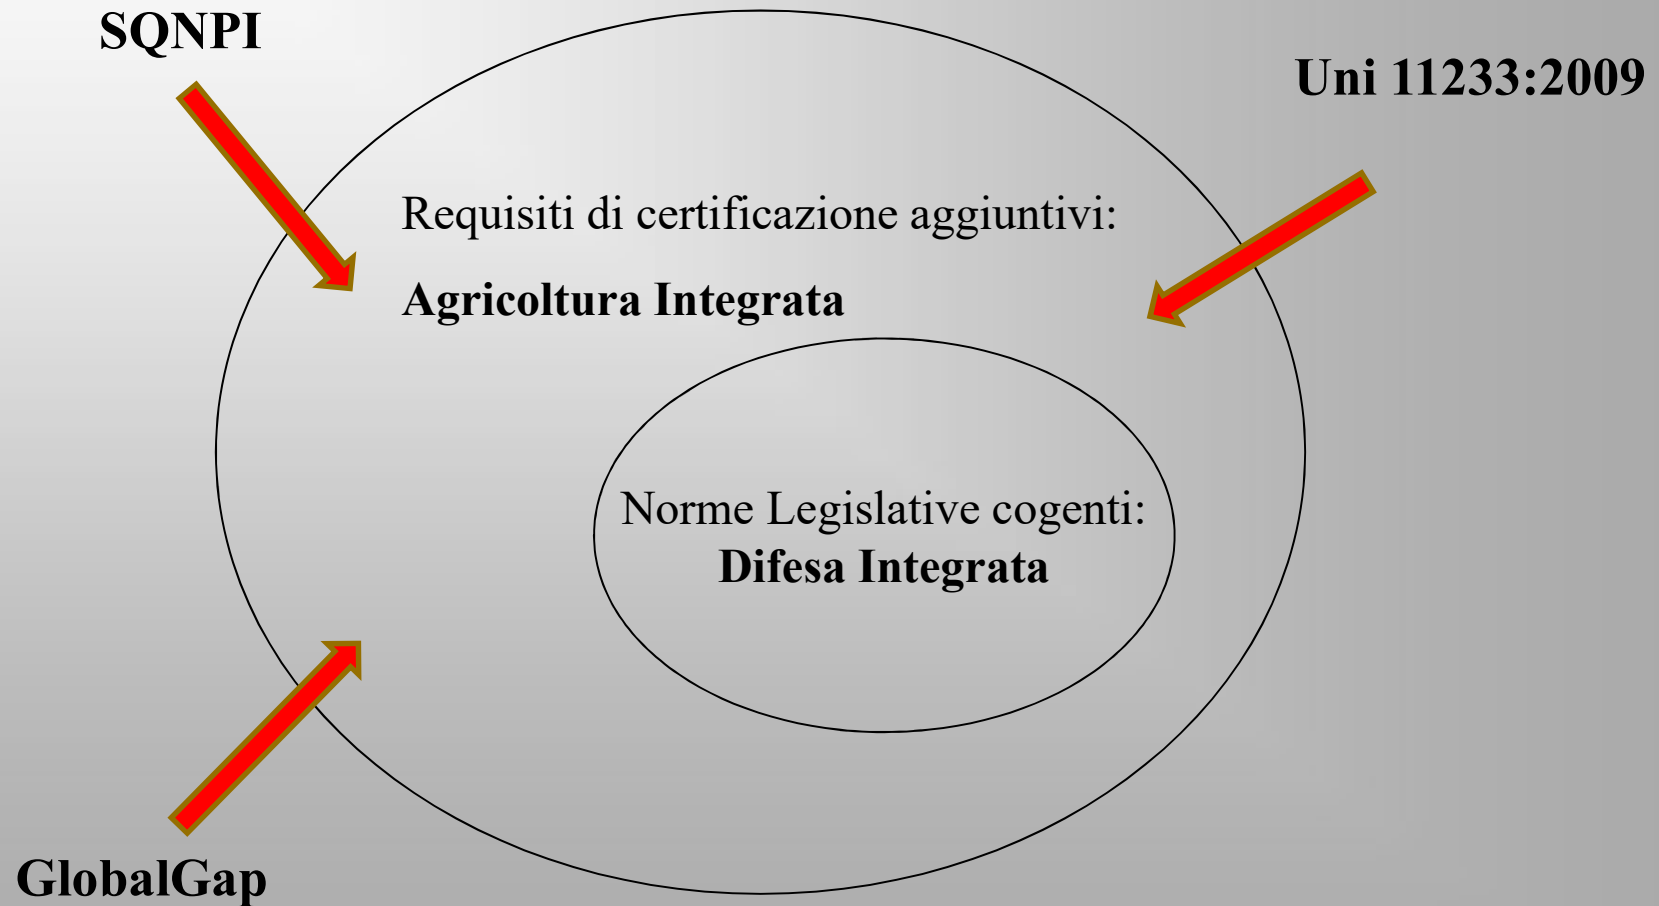 SQNPI
Uni 11233:2009
Requisiti di certificazione aggiuntivi:
Agricoltura Integrata
Norme Legislative cogenti:
Difesa Integrata
GlobalGap